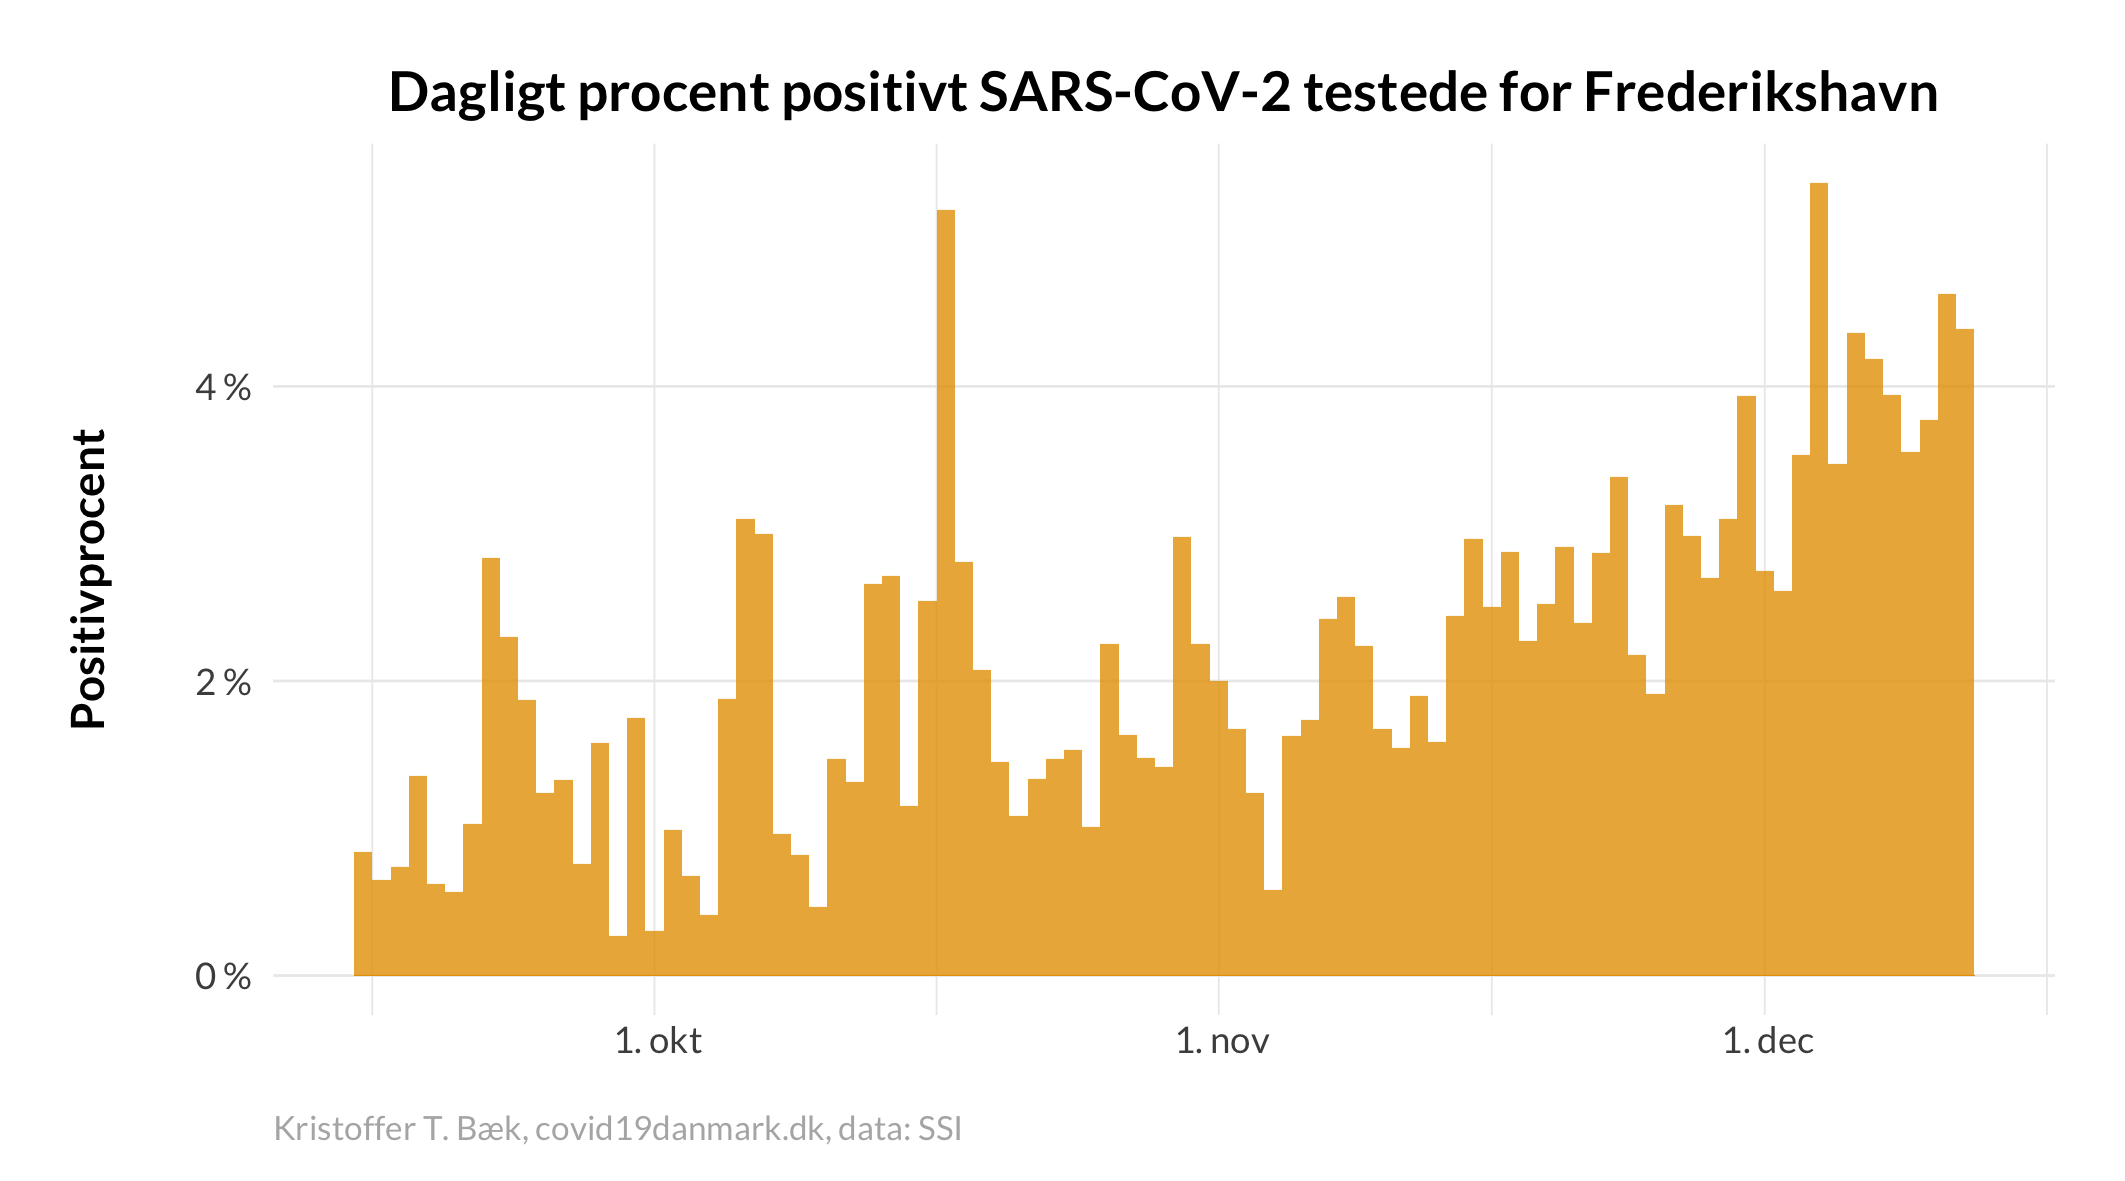 Dagligt procent positivt SARS-CoV-2 testede for Frederikshavn
Positivprocent
4 %
2 %
0 %
1. okt
1. nov
1. dec
Kristoffer T. Bæk, covid19danmark.dk, data: SSI